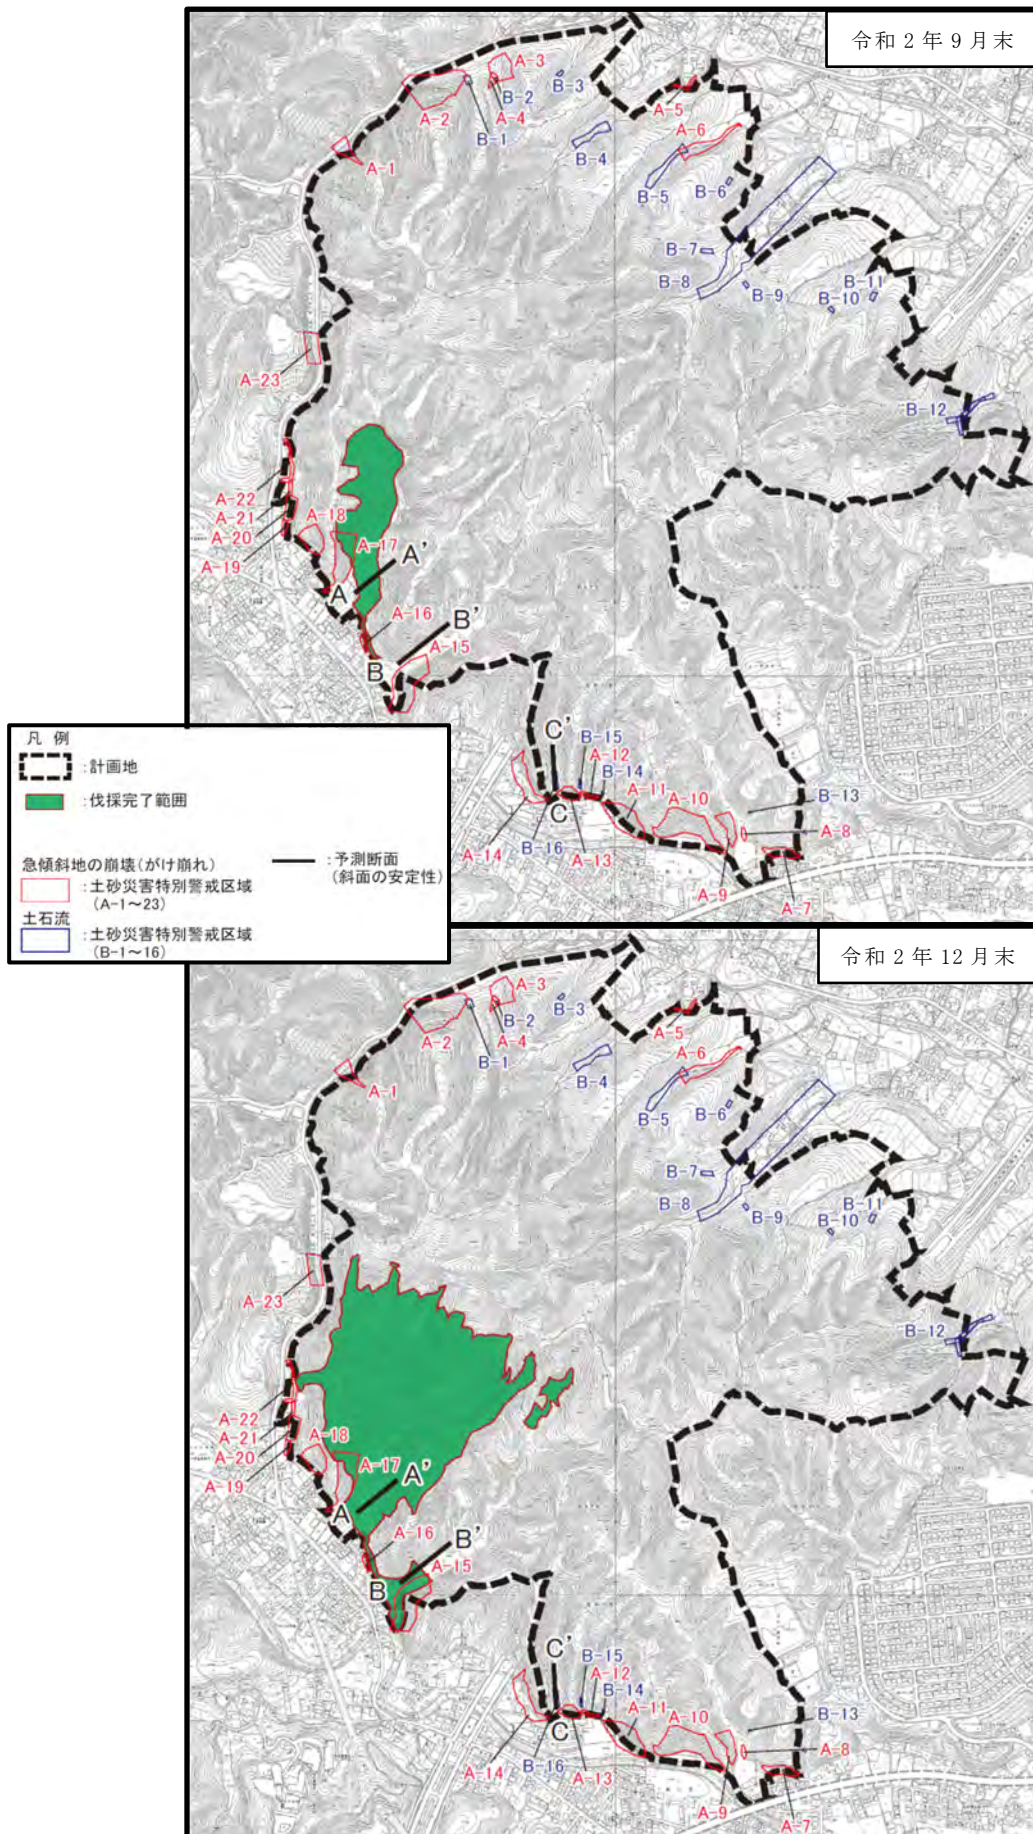 令和 2 年 9 月末
A-3
B-3
B-2
A-4
A-2
B-1
A-1
B-4
A-5
A-6
B-5
B-6
B-7
B-8
B-9
B-10
B-11
B-12
A-23
A-22
A-21
A-20
A-19
A-18
A-17
A'
A
A-16
B'
A-15
B
C'
B-15
A-12
B-14
A-11
A-10
B-13
C
A-14
B-16
A-13
A-9
A-8
A-7
凡 例
:計画地
:伐採完了範囲
急傾斜地の崩壊(がけ崩れ)
:土砂災害特別警戒区域
(A-1~23)
土石流
:土砂災害特別警戒区域
(B-1~16)
:予測断面
(斜面の安定性)
令和 2 年 12 月末
A-3
B-3
B-2
A-4
A-2
B-1
A-1
B-4
A-5
A-6
B-5
B-6
B-7
B-8
B-9
B-10
B-11
B-12
A-23
A-22
A-21
A-20
A-19
A-18
A-17
A'
A
A-16
B'
A-15
B
C'
B-15
A-12
B-14
A-11
A-10
B-13
C
A-14
B-16
A-13
A-9
A-8
A-7